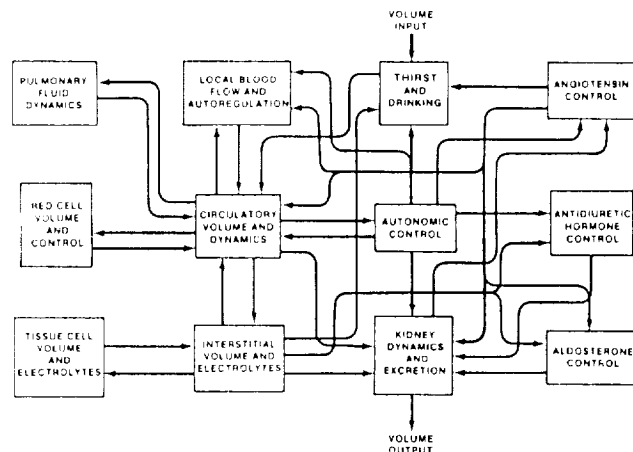 VOLUME
INPUT
PULMONARY
FLUID
DYNAMICS
LOCAL BLOOD
FLOW AND
AUTOREGULATION
THIRST
AND
DRINKING
ANGIOTENSIN
CONTROL
RED CELL
VOLUME
AND
CONTROL
CIRCULATORY
VOLUME AND
DYNAMICS
AUTONOMIC
CONTROL
ANTIDIURETIC
HORMONE
CONTROL
TISSUE CELL
VOLUME
AND
ELECTROLYTES
INTERSTITIAL
VOLUME AND
ELECTROLYTES
KIDNEY
DYNAMICS
AND
EXCRETION
ALDOSTERONE
CONTROL
VOLUME
OUTPUT